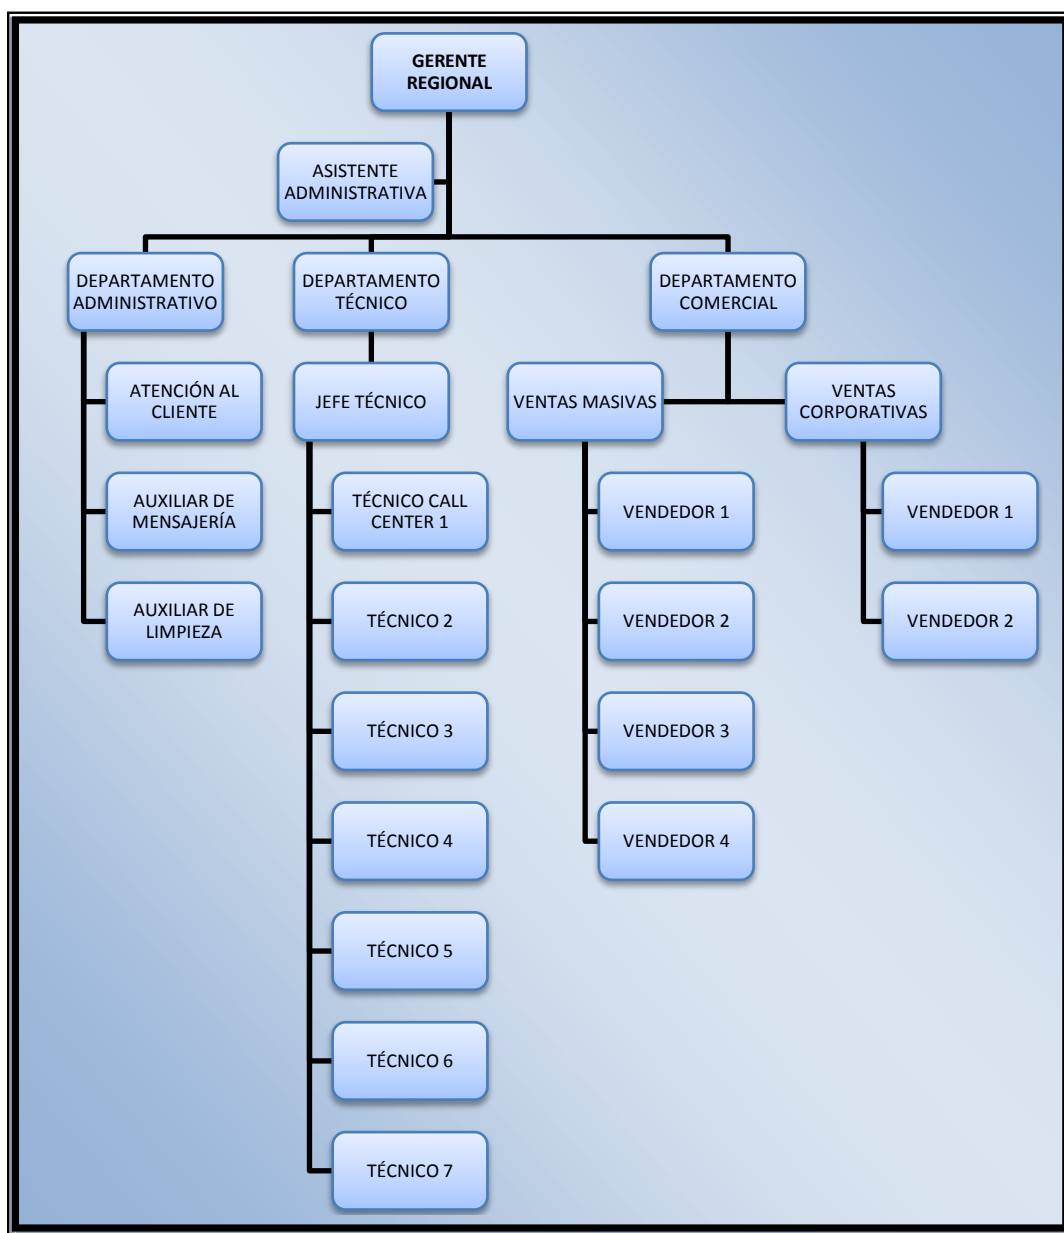 GERENTE
REGIONAL
ASISTENTE
ADMINISTRATIVA
DEPARTAMENTO
ADMINISTRATIVO
DEPARTAMENTO
TÉCNICO
DEPARTAMENTO
COMERCIAL
ATENCIÓN AL
CLIENTE
AUXILIAR DE
MENSAJERÍA
AUXILIAR DE
LIMPIEZA
JEFE TÉCNICO
TÉCNICO CALL
CENTER 1
TÉCNICO 2
TÉCNICO 3
TÉCNICO 4
TÉCNICO 5
TÉCNICO 6
TÉCNICO 7
VENTAS MASIVAS
VENDEDOR 1
VENDEDOR 2
VENDEDOR 3
VENDEDOR 4
VENTAS
CORPORATIVAS
VENDEDOR 1
VENDEDOR 2